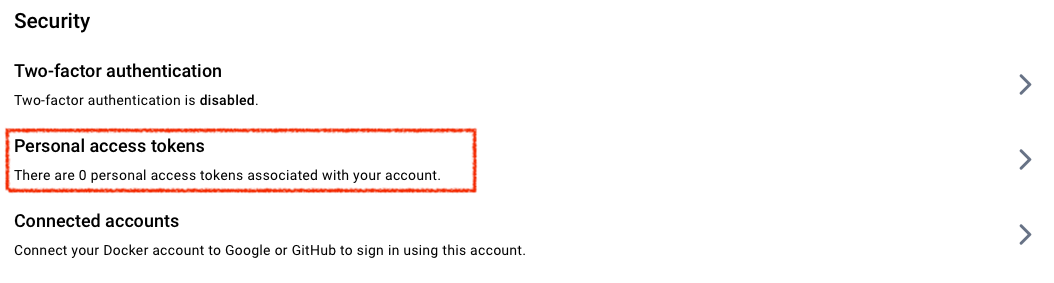 Security
Two-factor authentication
Two-factor authentication is disabled.
Personal access tokens
There are 0 personal access tokens associated with your account.
Connected accounts
Connect your Docker account to Google or GitHub to sign in using this account.